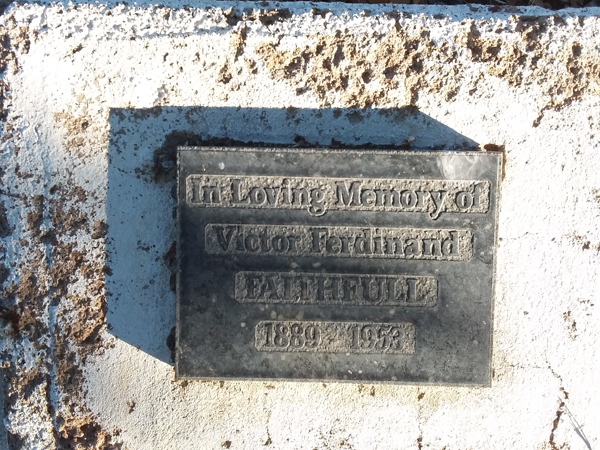 In Loving Memory of
Victor Ferdinand
FAITHFULL
1889 - 1953